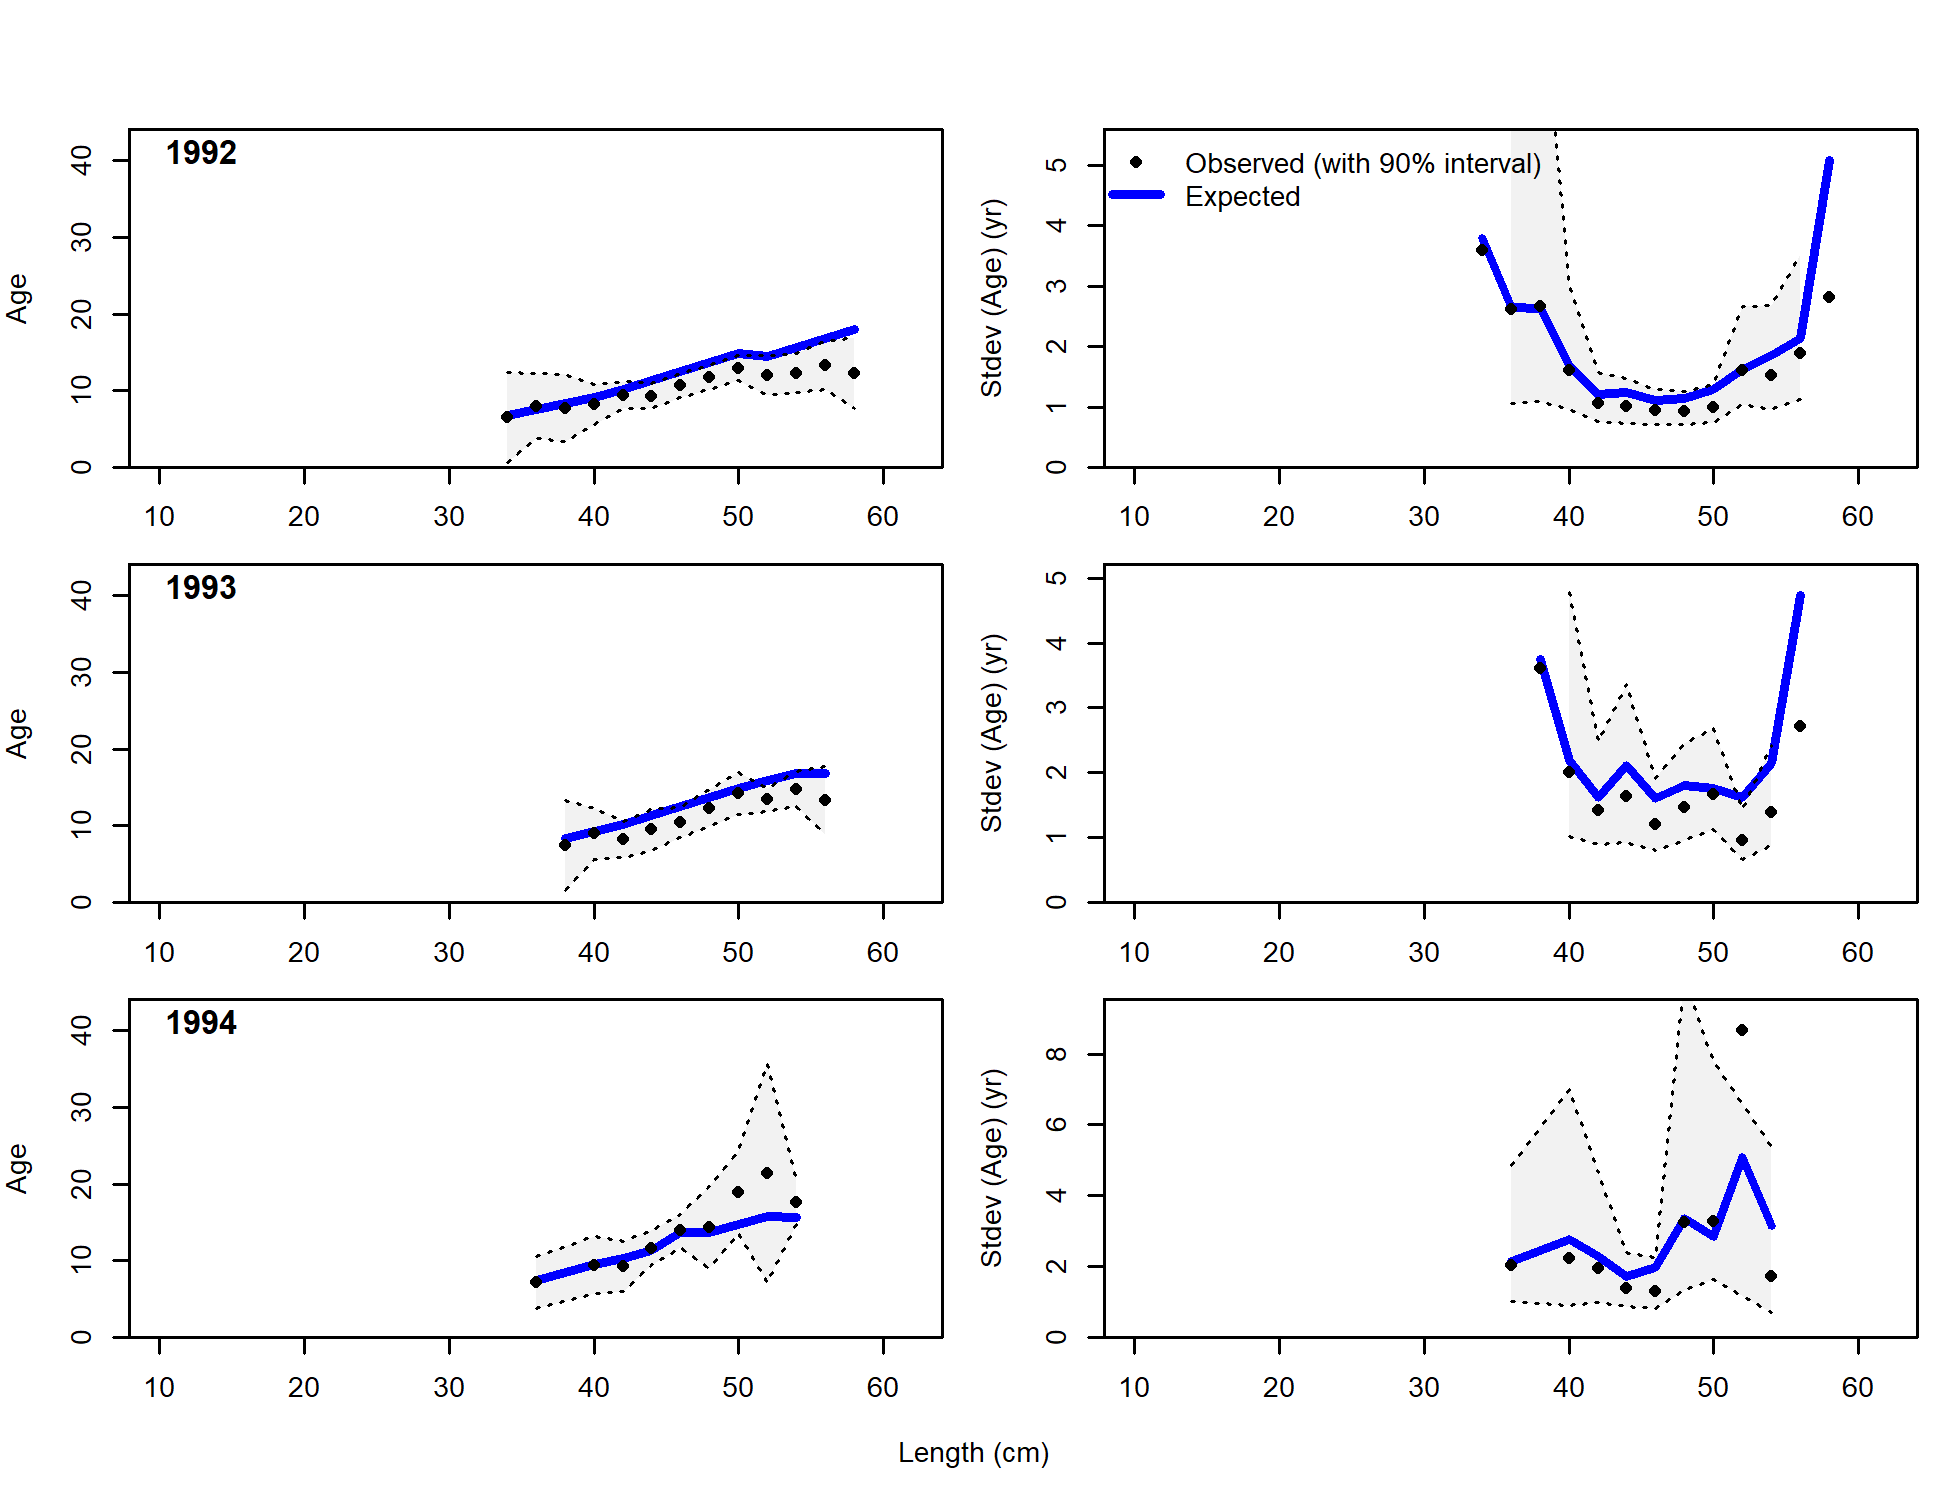 1992
Age
0 10 20 30 40
10 20 30 40 50 60
Observed (with 90% interval)
Expected
Stdev (Age) (yr)
0 1 2 3 4 5
10 20 30 40 50 60
1993
Age
0 10 20 30 40
10 20 30 40 50 60
Stdev (Age) (yr)
0 1 2 3 4 5
10 20 30 40 50 60
1994
Age
0 10 20 30 40
10 20 30 40 50 60
Stdev (Age) (yr)
0 2 4 6 8
10 20 30 40 50 60
Length (cm)